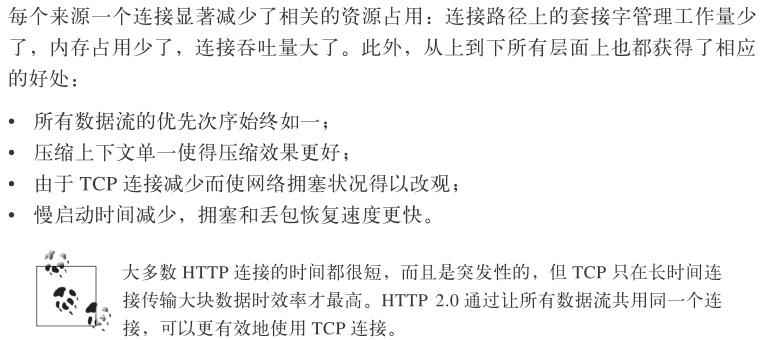 每个来源一个连接显著减少了相关的资源占用：连接路径上的套接字管理工作量少
了，内存占用少了，连接吞吐量大了。此外，从上到下所有层面上也都获得了相应
的好处：
• 所有数据流的优先次序始终如一；
• 压缩上下文单一使得压缩效果更好；
• 由于 TCP 连接减少而使网络拥塞状况得以改观；
• 慢启动时间减少，拥塞和丢包恢复速度更快。
大多数 HTTP 连接的时间都很短，而且是突发性的，但 TCP 只在长时间连
接传输大块数据时效率才最高。HTTP 2.0 通过让所有数据流共用同一个连
接，可以更有效地使用 TCP 连接。